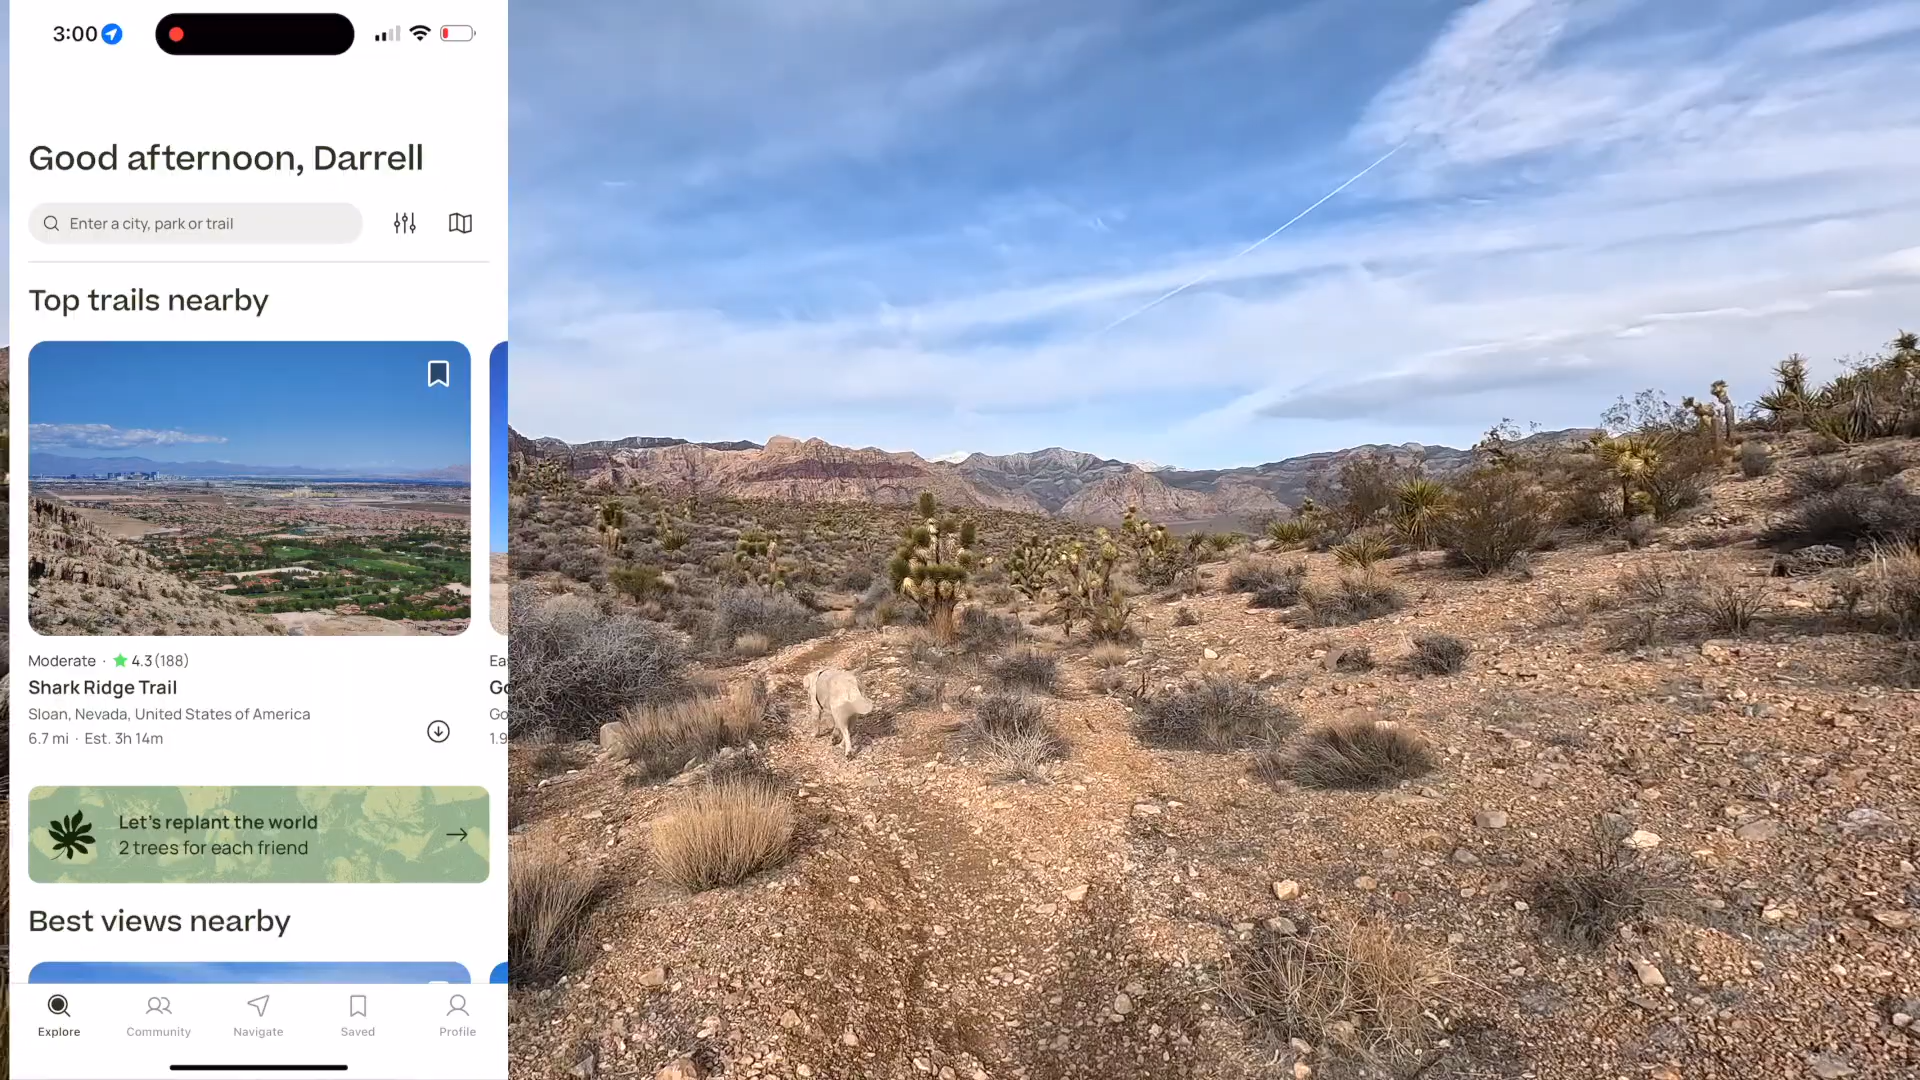 3:00
Good afternoon, Darrell
Enter a city, park or trail
Top trails nearby
Moderate · 4.3 (188)
Shark Ridge Trail
Sloan, Nevada, United States of America
6.7 mi · Est. 3h 14m
Let's replant the world
2 trees for each friend
Best views nearby
Explore
Community
Navigate
Saved
Profile